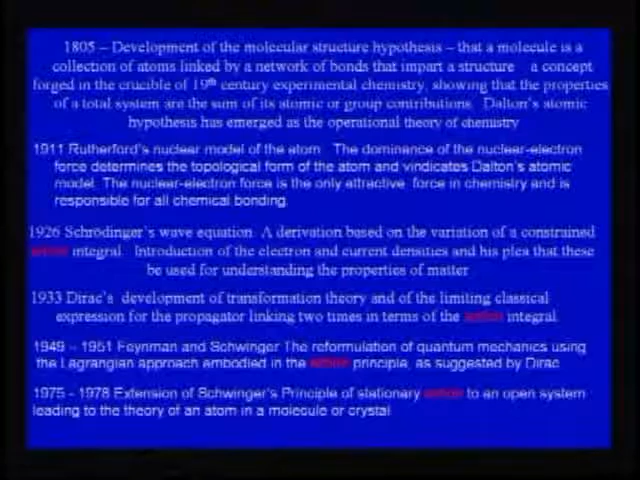 1805 – Development of the molecular structure hypothesis – that a molecule is a
collection of atoms linked by a network of bonds that impart a structure a concept
forged in the crucible of 19th century experimental chemistry, showing that the properties
of a total system are the sum of its atomic or group contributions. Dalton's atomic
hypothesis has emerged as the operational theory of chemistry
1911 Rutherford's nuclear model of the atom. The dominance of the nuclear-electron
force determines the topological form of the atom and vindicates Dalton's atomic
model. The nuclear-electron force is the only attractive force in chemistry and is
responsible for all chemical bonding.
1926 Schrödinger's wave equation. A derivation based on the variation of a constrained
action integral. Introduction of the electron and current densities and his plea that these
be used for understanding the properties of matter
1933 Dirac's development of transformation theory and of the limiting classical
expression for the propagator linking two times in terms of the action integral
1949 – 1951 Feynman and Schwinger The reformulation of quantum mechanics using
the Lagrangian approach embodied in the action principle, as suggested by Dirac
1975 - 1978 Extension of Schwinger's Principle of stationary action to an open system
leading to the theory of an atom in a molecule or crystal